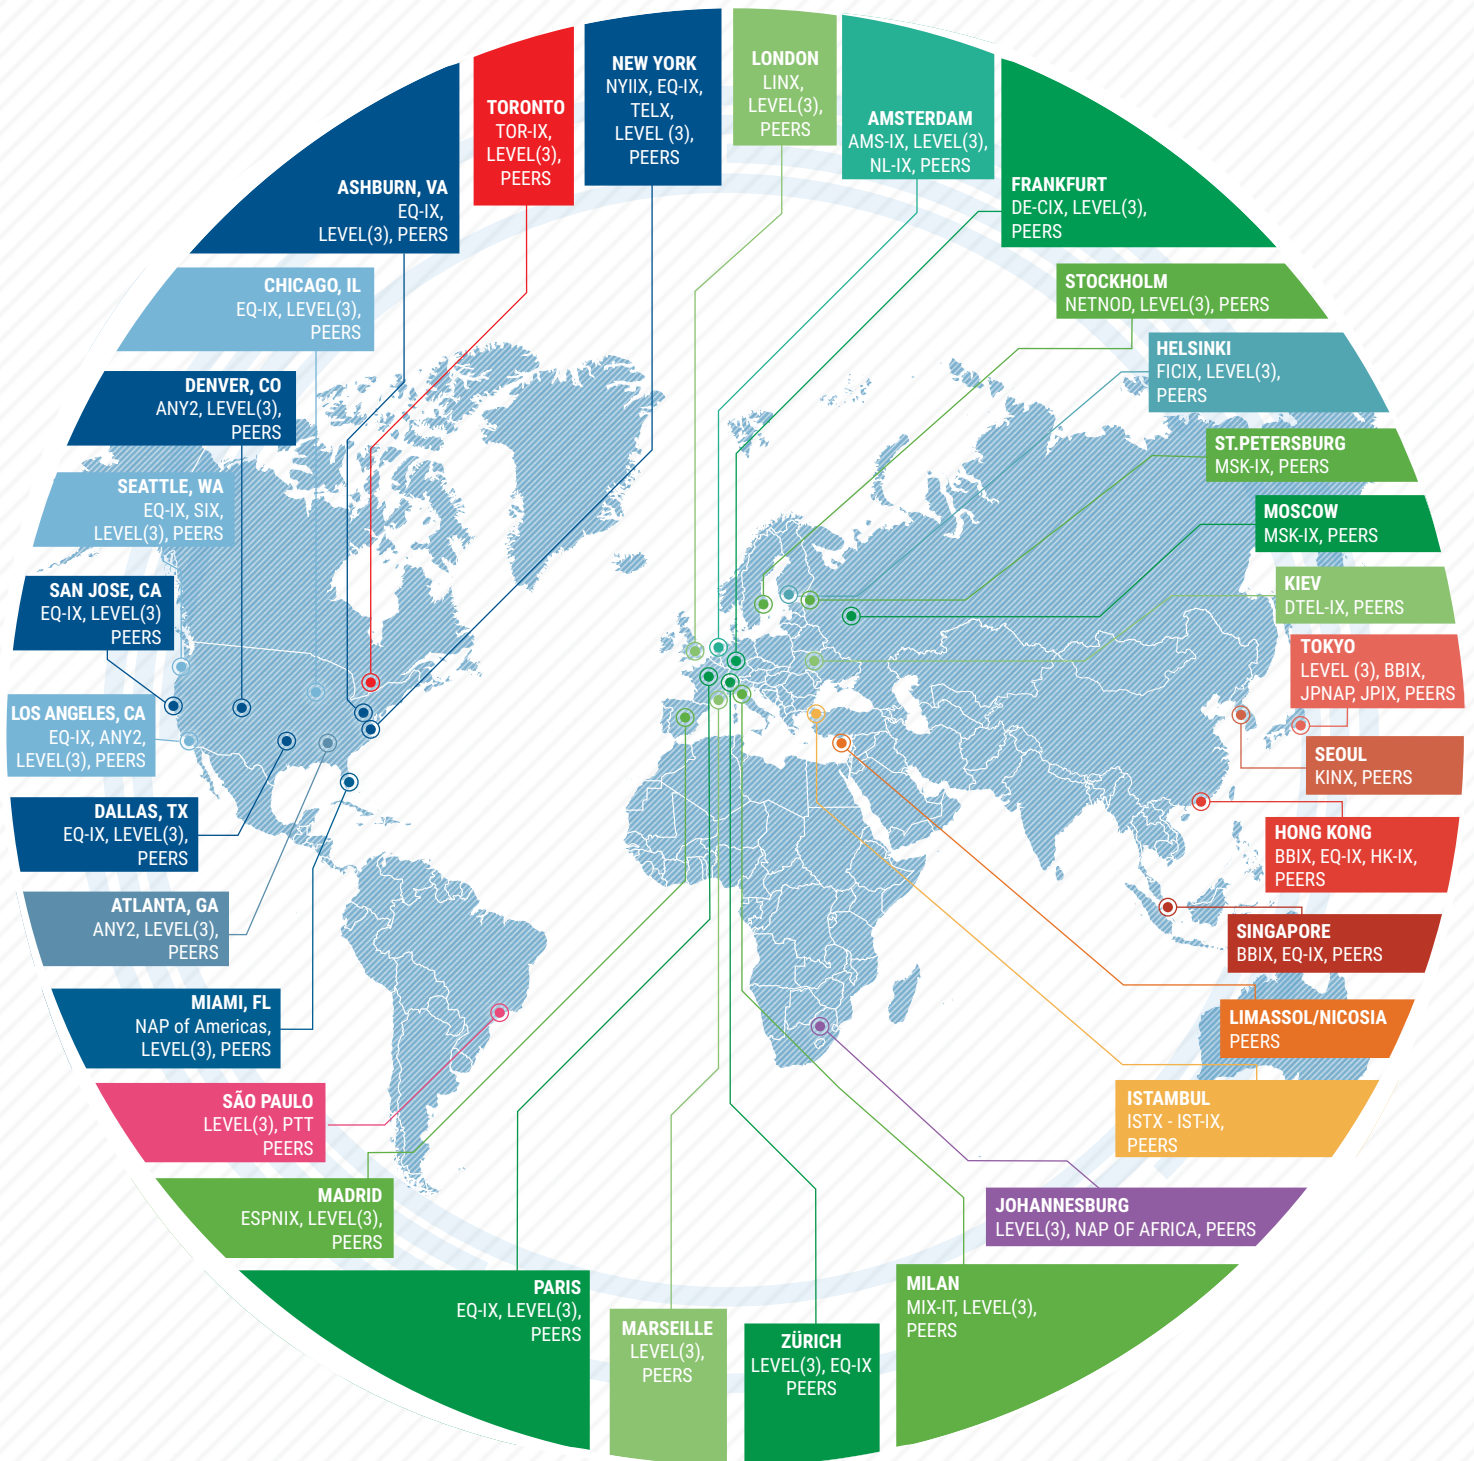 NEW YORK
NYIIX, EQ-IX,
TELX,
LEVEL (3),
PEERS
LONDON
LINX,
LEVEL(3),
PEERS
AMSTERDAM
AMS-IX, LEVEL(3),
NL-IX, PEERS
FRANKFURT
DE-CIX, LEVEL(3),
PEERS
STOCKHOLM
NETNOD, LEVEL(3), PEERS
HELSINKI
FICIX, LEVEL(3),
PEERS
ST.PETERSBURG
MSK-IX, PEERS
MOSCOW
MSK-IX, PEERS
KIEV
DTEL-IX, PEERS
TOKYO
LEVEL (3), BBIX,
JPNAP, JPIX, PEERS
SEOUL
KINX, PEERS
HONG KONG
BBIX, EQ-IX, HK-IX,
PEERS
SINGAPORE
BBIX, EQ-IX, PEERS
LIMASSOL/NICOSIA
PEERS
ISTAMBUL
ISTX - IST-IX,
PEERS
JOHANNESBURG
LEVEL(3), NAP OF AFRICA, PEERS
MILAN
MIX-IT, LEVEL(3),
PEERS
ZÜRICH
LEVEL(3), EQ-IX
PEERS
MARSEILLE
LEVEL(3),
PEERS
PARIS
EQ-IX, LEVEL(3),
PEERS
MADRID
ESPNIX, LEVEL(3),
PEERS
SÃO PAULO
LEVEL(3), PTT
PEERS
MIAMI, FL
NAP of Americas,
LEVEL(3), PEERS
ATLANTA, GA
ANY2, LEVEL(3),
PEERS
DALLAS, TX
EQ-IX, LEVEL(3),
PEERS
LOS ANGELES, CA
EQ-IX, ANY2,
LEVEL(3), PEERS
SAN JOSE, CA
EQ-IX, LEVEL(3)
PEERS
SEATTLE, WA
EQ-IX, SIX,
LEVEL(3), PEERS
DENVER, CO
ANY2, LEVEL(3),
PEERS
CHICAGO, IL
EQ-IX, LEVEL(3),
PEERS
ASHBURN, VA
EQ-IX,
LEVEL(3), PEERS
TORONTO
TOR-IX,
LEVEL(3),
PEERS